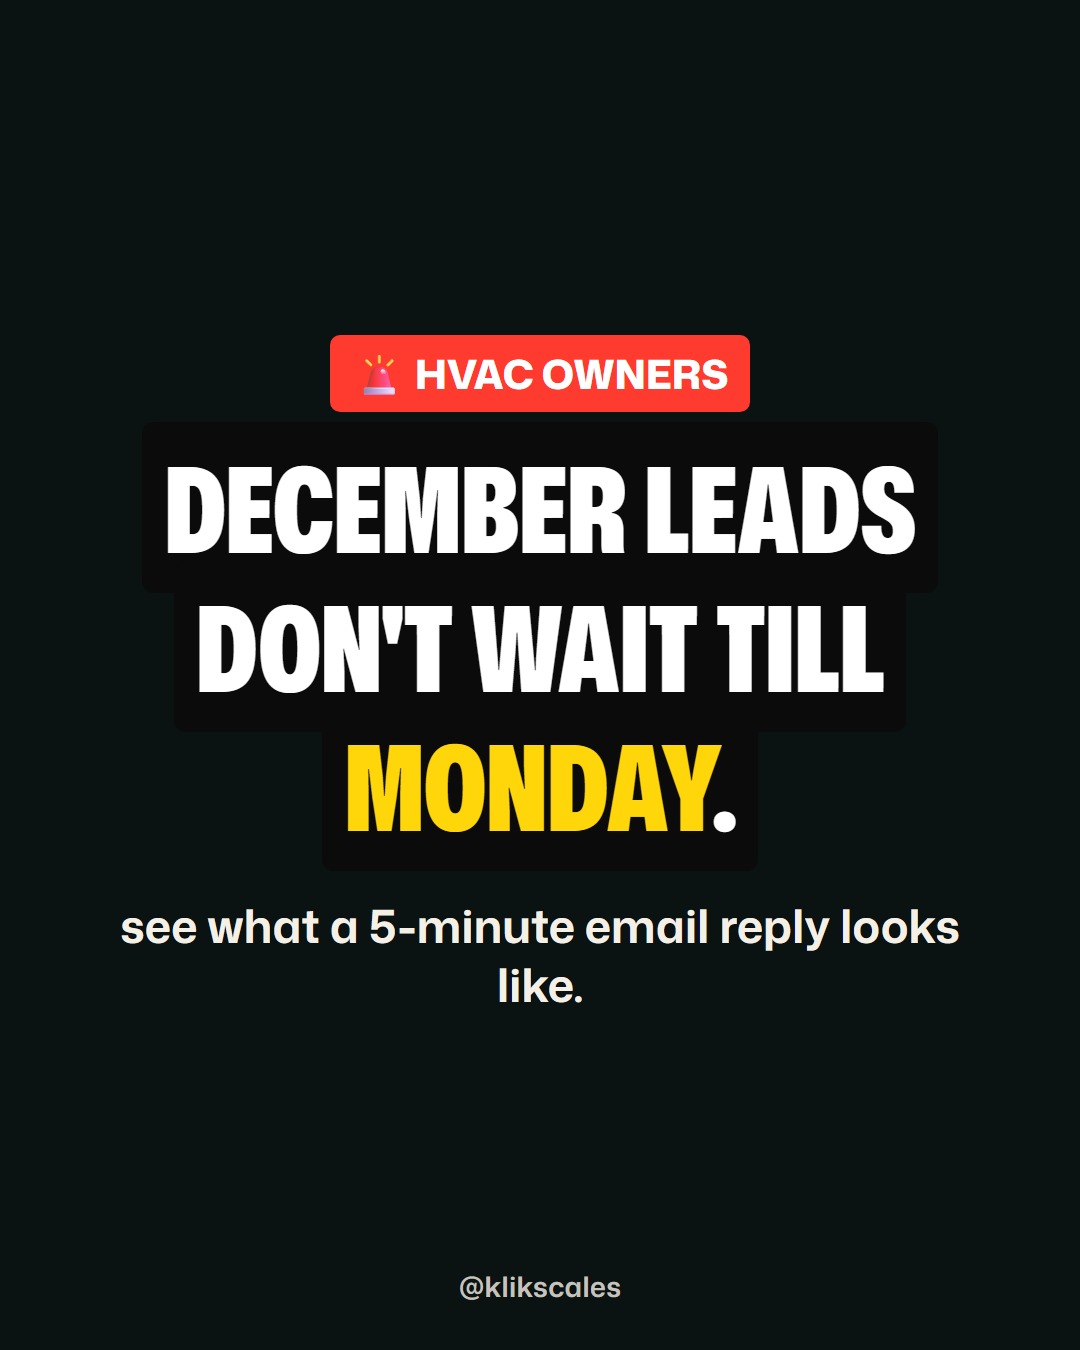 🚨 HVAC OWNERS
DECEMBER LEADS
DON'T WAIT TILL
MONDAY.
see what a 5-minute email reply looks
like.
@klikscales